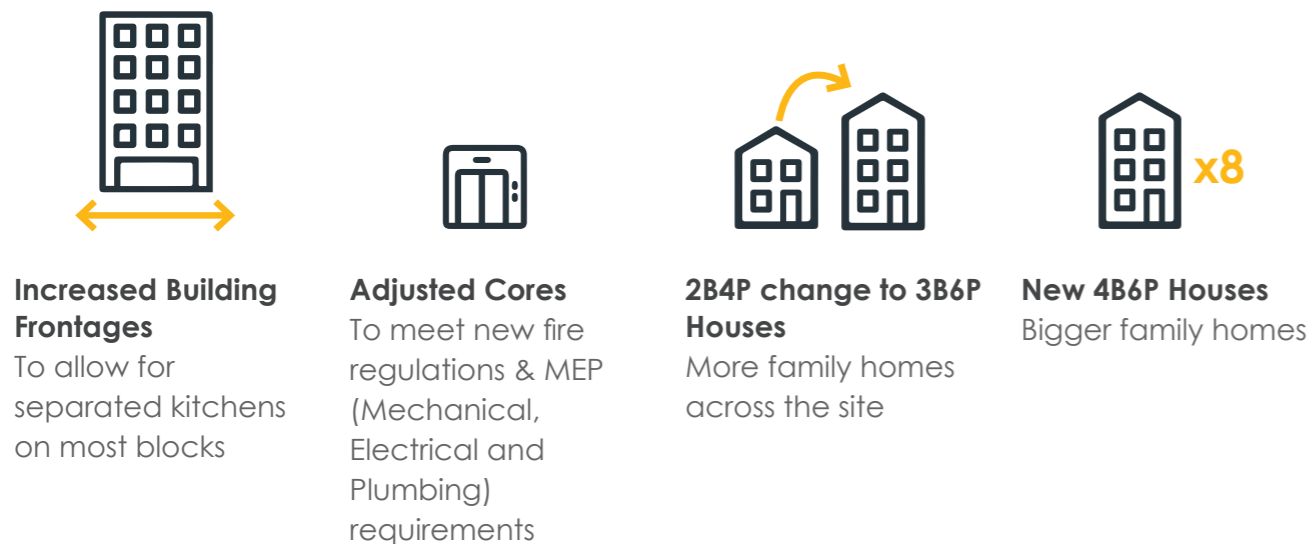 x8
Increased Building
Frontages
To allow for
separated kitchens
on most blocks
Adjusted Cores
To meet new fire
regulations & MEP
(Mechanical,
Electrical and
Plumbing)
requirements
2B4P change to 3B6P
Houses
More family homes
across the site
New 4B6P Houses
Bigger family homes